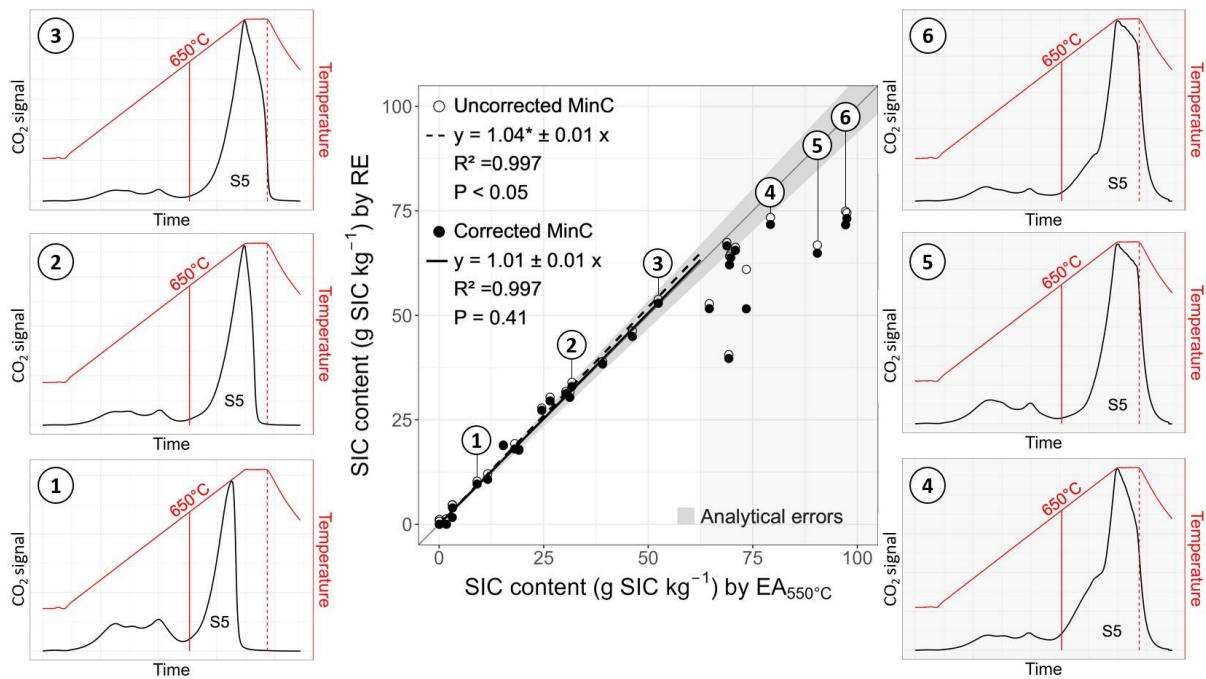 3
CO₂ signal
650°C
S5
Temperature
Time
2
CO₂ signal
650°C
S5
Temperature
Time
1
CO₂ signal
650°C
S5
Temperature
Time
SIC content (g SIC kg⁻¹) by RE
100
75
50
25
0
○ Uncorrected MinC
y = 1.04* ± 0.01 x
R² =0.997
P < 0.05
● Corrected MinC
y = 1.01 ± 0.01 x
R² =0.997
P = 0.41
1
2
3
4
5
6
Analytical errors
0 25 50 75 100
SIC content (g SIC kg⁻¹) by EA₅₅₀°C
6
CO₂ signal
650°C
S5
Temperature
Time
5
CO₂ signal
650°C
S5
Temperature
Time
4
CO₂ signal
650°C
S5
Temperature
Time